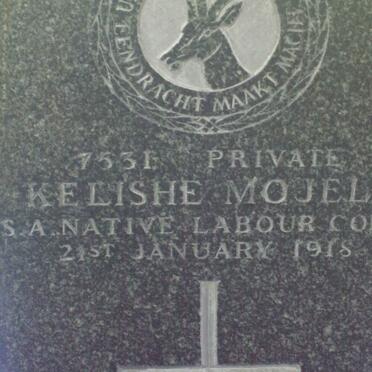 EENDRACHT MAAKT MACHT
7531 PRIVATE
KELISHE MOJEL
S.A. NATIVE LABOUR CO
21ST JANUARY 1918